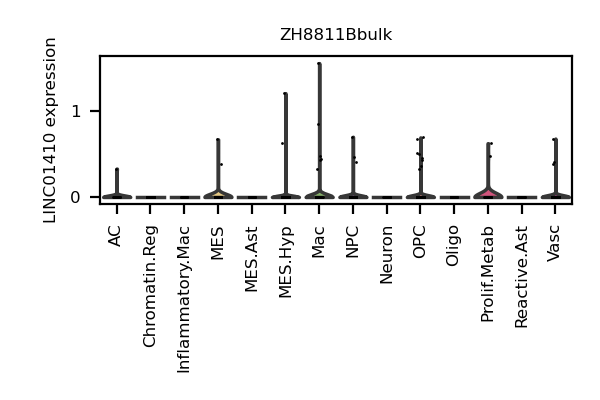 ZH8811Bbulk
LINC01410 expression
1
0
AC
Chromatin.Reg
Inflammatory.Mac
MES
MES.Ast
MES.Hyp
Mac
NPC
Neuron
OPC
Oligo
Prolif.Metab
Reactive.Ast
Vasc